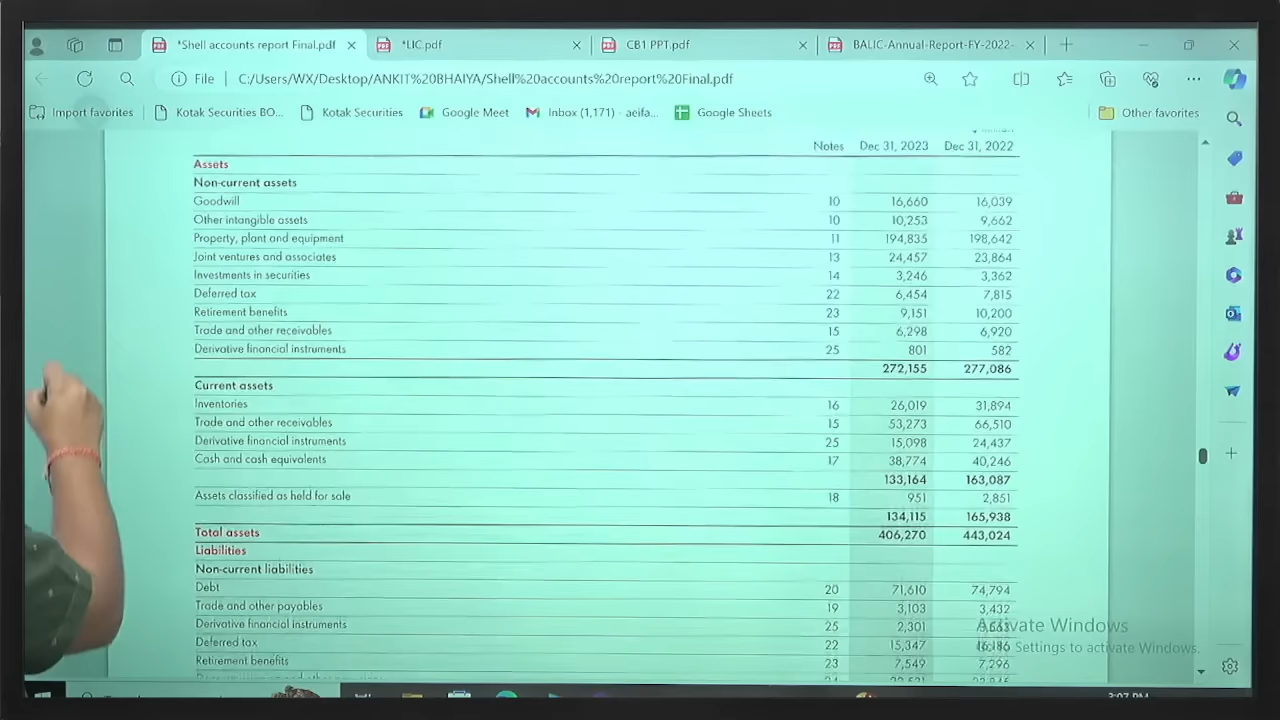 *Shell accounts report Final.pdf
*LIC.pdf
CB1 PPT.pdf
BALIC-Annual-Report-FY-2022-
File C:/Users/WX/Desktop/ANKIT%20BHAIYA/Shell%20accounts%20report%20Final.pdf
Import favorites Kotak Securities BO... Kotak Securities Google Meet Inbox (1,171) - aeifa... Google Sheets Other favorites
Notes Dec 31, 2023 Dec 31, 2022
Assets
Non-current assets
Goodwill 10 16,660 16,039
Other intangible assets 10 10,253 9,662
Property, plant and equipment 11 194,835 198,642
Joint ventures and associates 13 24,457 23,864
Investments in securities 14 3,246 3,362
Deferred tax 22 6,454 7,815
Retirement benefits 23 9,151 10,200
Trade and other receivables 15 6,298 6,920
Derivative financial instruments 25 801 582
272,155 277,086
Current assets
Inventories 16 26,019 31,894
Trade and other receivables 15 53,273 66,510
Derivative financial instruments 25 15,098 24,437
Cash and cash equivalents 17 38,774 40,246
133,164 163,087
Assets classified as held for sale 18 951 2,851
134,115 165,938
Total assets 406,270 443,024
Liabilities
Non-current liabilities
Debt 20 71,610 74,794
Trade and other payables 19 3,103 3,432
Derivative financial instruments 25 2,301
Activate Windows
Deferred tax 22 15,347 16,186
Settings to activate Windows.
Retirement benefits 23 7,549 7,296
3:07 PM